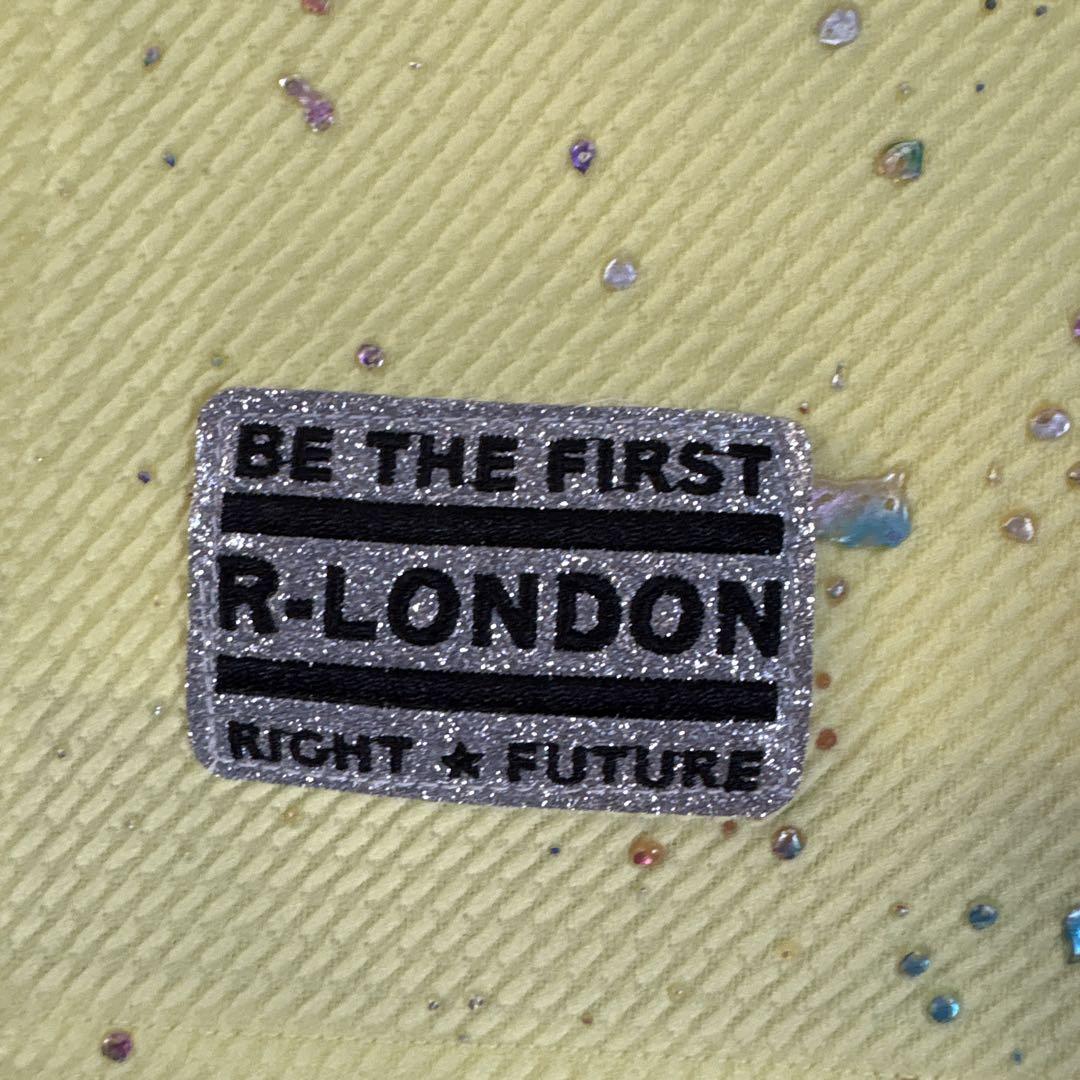 BE THE FIRST
R-LONDON
RIGHT ★ FUTURE